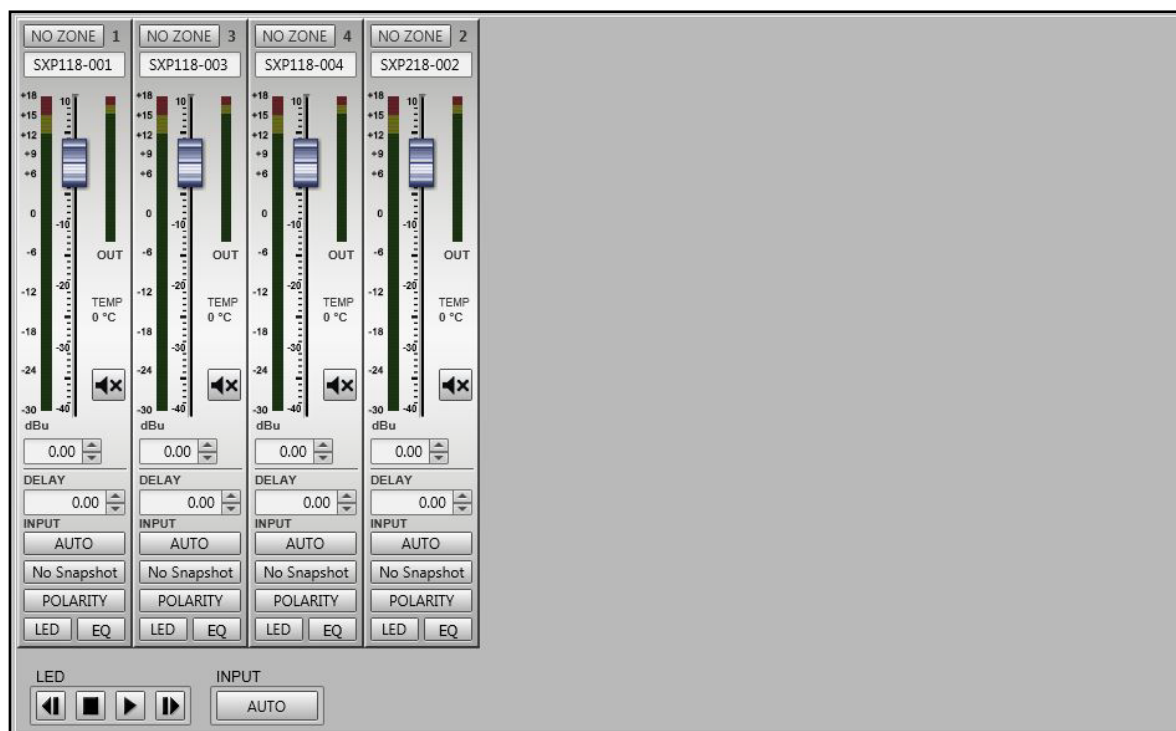 NO ZONE 1 NO ZONE 3 NO ZONE 4 NO ZONE 2
SXP118-001 SXP118-003 SXP118-004 SXP218-002
+18 10 +18 10 +18 10 +18 10
+15 +15 +15 +15
+12 +12 +12 +12
+9 +9 +9 +9
+6 +6 +6 +6
0 0 0 0
-10 -10 -10 -10
-6 OUT -6 OUT -6 OUT -6 OUT
-12 -20 -12 -20 -12 -20 -12 -20
TEMP TEMP TEMP TEMP
0 °C 0 °C 0 °C 0 °C
-18 -18 -18 -18
-30 -30 -30 -30
-24 -24 -24 -24
-30 -40 -30 -40 -30 -40 -30 -40
dBu dBu dBu dBu
0.00 0.00 0.00 0.00
DELAY DELAY DELAY DELAY
0.00 0.00 0.00 0.00
INPUT INPUT INPUT INPUT
AUTO AUTO AUTO AUTO
No Snapshot No Snapshot No Snapshot No Snapshot
POLARITY POLARITY POLARITY POLARITY
LED EQ LED EQ LED EQ LED EQ
LED INPUT
AUTO